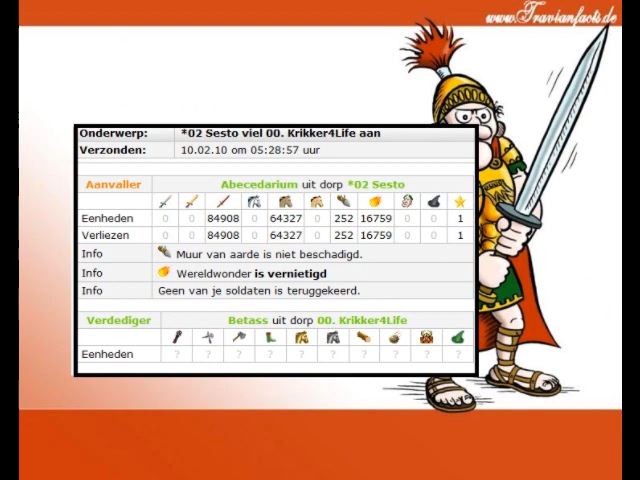 www.Travianfacts.de
Onderwerp: *02 Sesto viel 00. Krikker4Life aan
Verzonden: 10.02.10 om 05:28:57 uur
Aanvaller Abecedarium uit dorp *02 Sesto
Eenheden 0 0 84908 0 64327 0 252 16759 0 0 1
Verliezen 0 0 84908 0 64327 0 252 16759 0 0 1
Info Muur van aarde is niet beschadigd.
Info Wereldwonder is vernietigd
Info Geen van je soldaten is teruggekeerd.
Verdediger Betass uit dorp 00. Krikker4Life
Eenheden ? ? ? ? ? ? ? ? ? ?